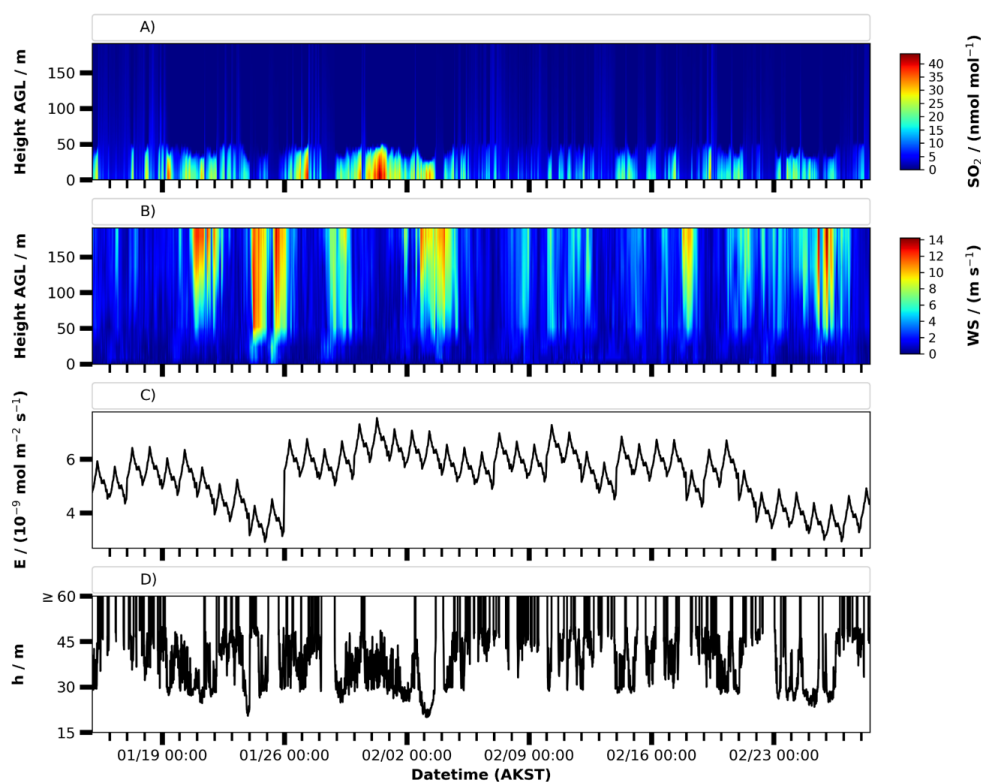 A)
Height AGL / m
150
100
50
0
40
35
30
25
20
15
10
5
0
SO₂ / (nmol mol⁻¹)
B)
Height AGL / m
150
100
50
0
14
12
10
8
6
4
2
0
WS / (m s⁻¹)
C)
E / (10⁻⁹ mol m⁻² s⁻¹)
6
4
D)
h / m
≥ 60
45
30
15
01/19 00:00 01/26 00:00 02/02 00:00 02/09 00:00 02/16 00:00 02/23 00:00
Datetime (AKST)